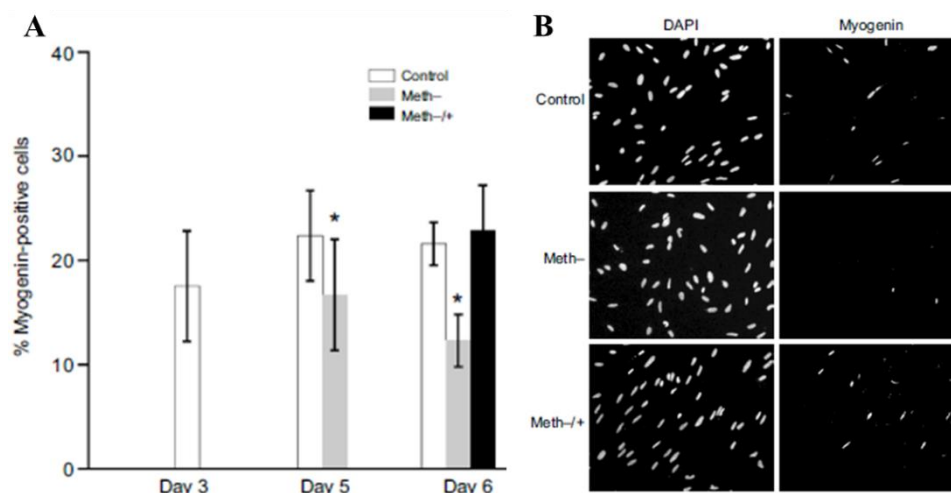 A
% Myogenin-positive cells
40
30
20
10
0
Control
Meth–
Meth–/+
*
*
Day 3
Day 5
Day 6
B
DAPI
Myogenin
Control
Meth–
Meth–/+